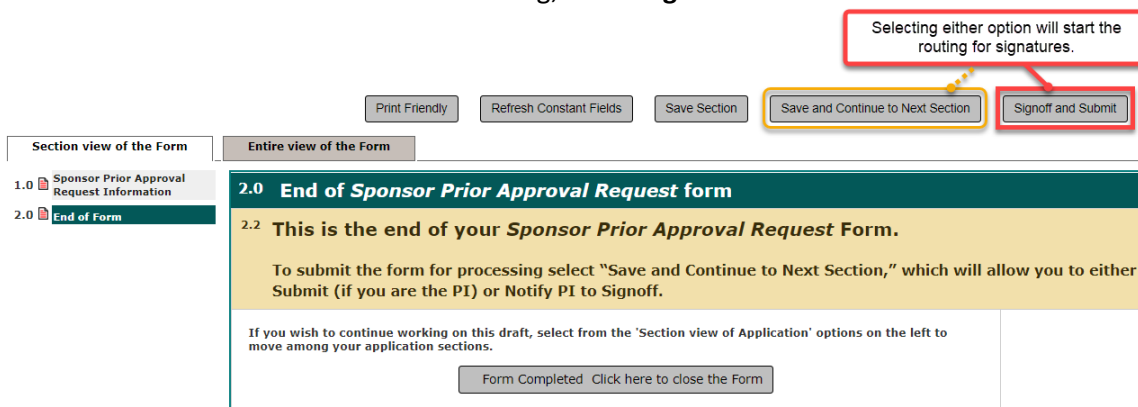 Selecting either option will start the
routing for signatures.
Print Friendly
Refresh Constant Fields
Save Section
Save and Continue to Next Section
Signoff and Submit
Section view of the Form
Entire view of the Form
1.0 Sponsor Prior Approval
Request Information
2.0 End of Form
2.0 End of Sponsor Prior Approval Request form
2.2 This is the end of your Sponsor Prior Approval Request Form.
To submit the form for processing select “Save and Continue to Next Section,” which will allow you to either
Submit (if you are the PI) or Notify PI to Signoff.
If you wish to continue working on this draft, select from the 'Section view of Application' options on the left to
move among your application sections.
Form Completed Click here to close the Form